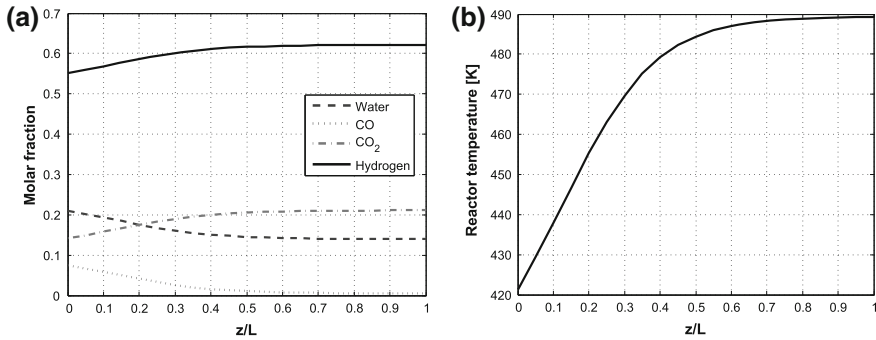 (a)
0.7
0.6
0.5
0.4
0.3
0.2
0.1
0
Molar fraction
Water
CO
CO₂
Hydrogen
0 0.1 0.2 0.3 0.4 0.5 0.6 0.7 0.8 0.9 1
z/L
(b)
490
480
470
460
450
440
430
420
Reactor temperature [K]
0 0.1 0.2 0.3 0.4 0.5 0.6 0.7 0.8 0.9 1
z/L